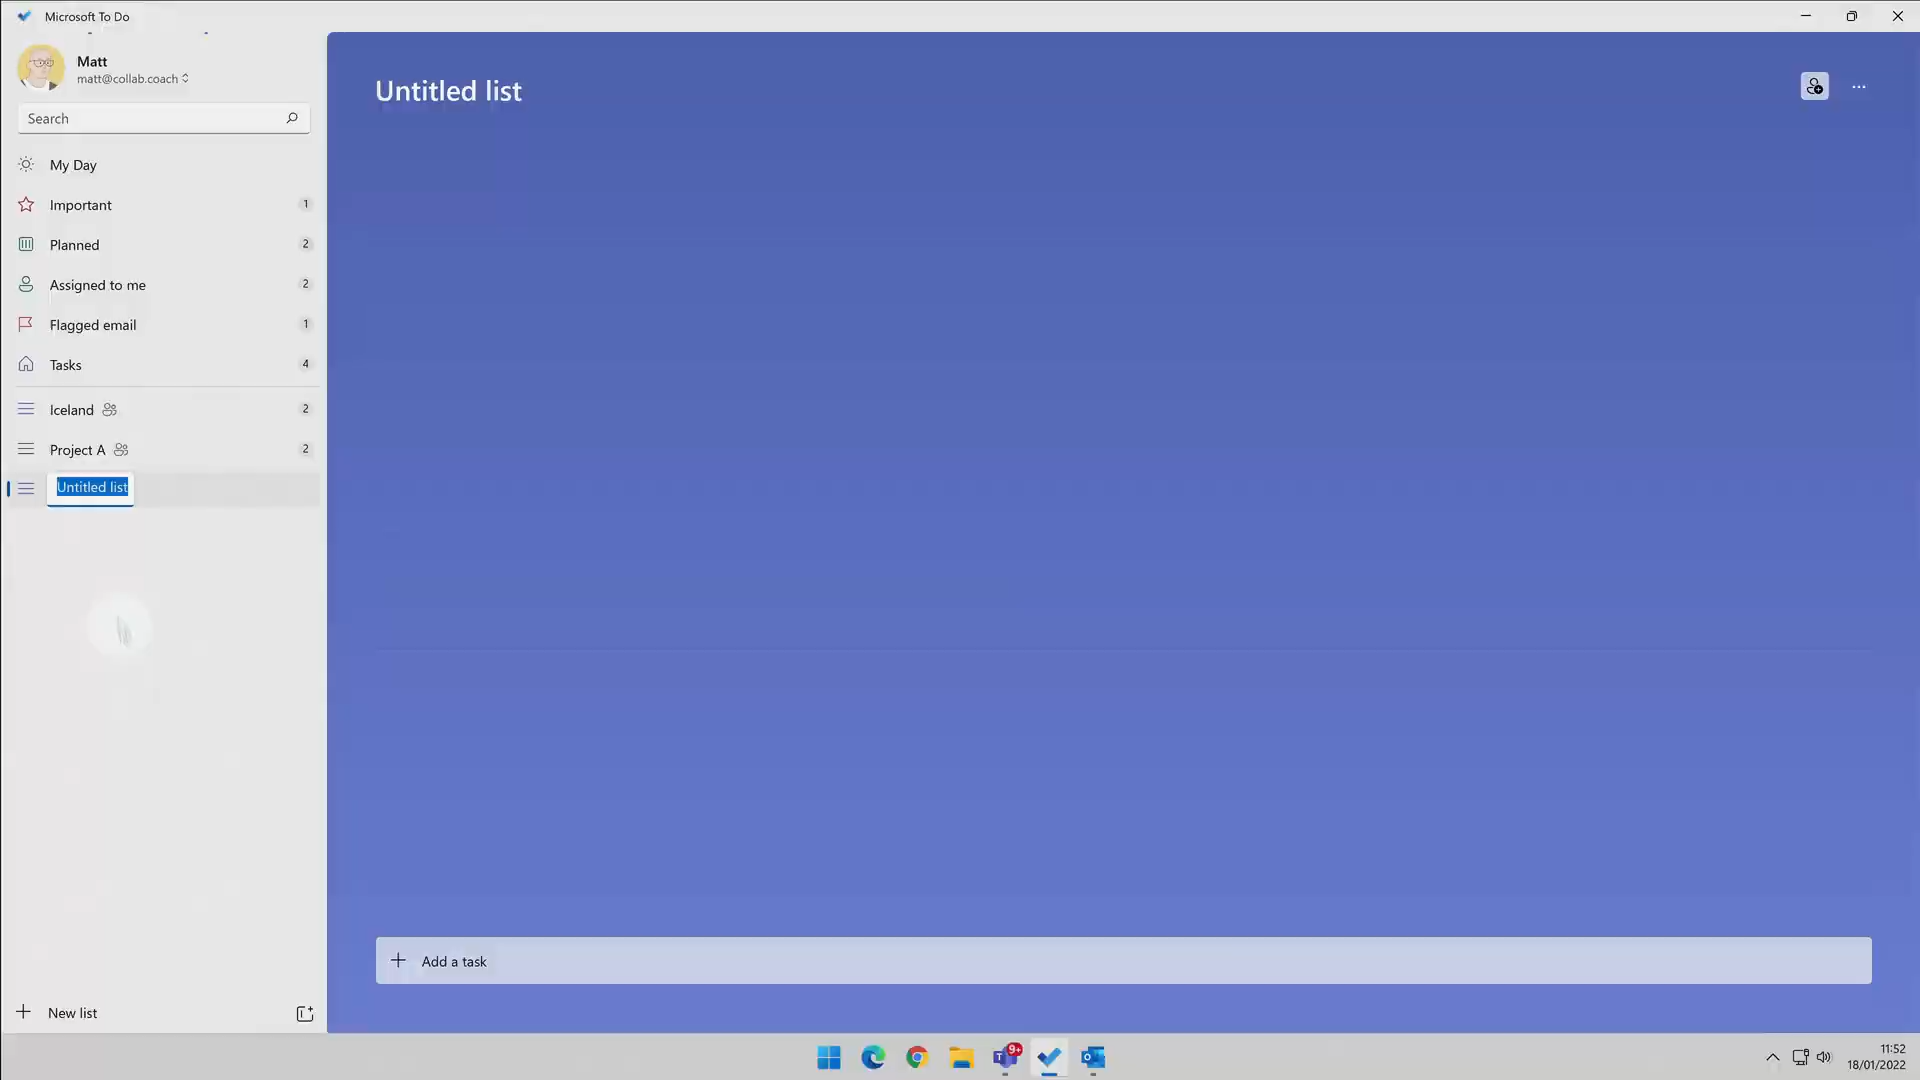 Microsoft To Do
Matt
matt@collab.coach
Search
My Day
Important 1
Planned 2
Assigned to me 2
Flagged email 1
Tasks 4
Iceland 2
Project A 2
Untitled list
New list
Untitled list
Add a task
9+
11:52
18/01/2022